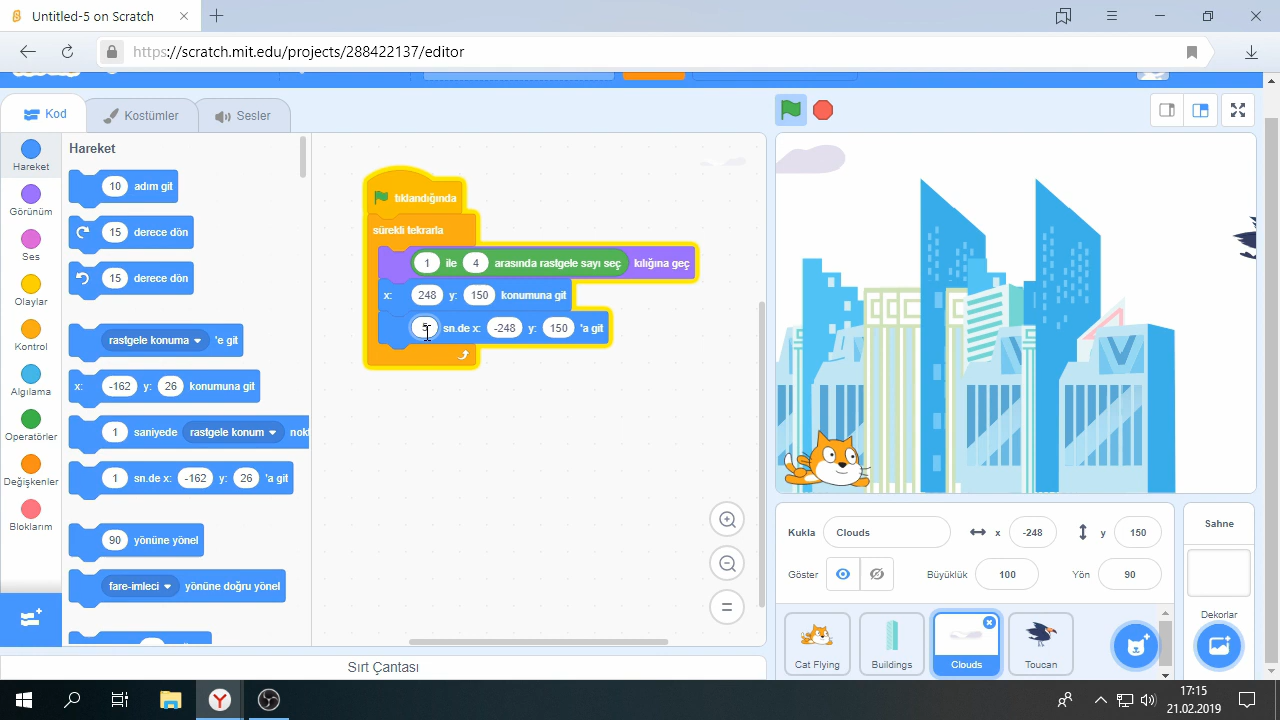 Untitled-5 on Scratch
https://scratch.mit.edu/projects/288422137/editor
Kod
Kostümler
Sesler
Hareket
Görünüm
Ses
Olaylar
Kontrol
Algılama
Operatörler
Değişkenler
Bloklarım
Hareket
10 adım git
15 derece dön
15 derece dön
rastgele konuma 'e git
x: -162 y: 26 konumuna git
1 saniyede rastgele konum nokt
1 sn.de x: -162 y: 26 'a git
90 yönüne yönel
fare-imleci yönüne doğru yönel
tıklandığında
sürekli tekrarla
1 ile 4 arasında rastgele sayı seç kılığına geç
x: 248 y: 150 konumuna git
sn.de x: -248 y: 150 'a git
Sırt Çantası
Kukla Clouds x -248 y 150
Göster Büyüklük 100 Yön 90
Cat Flying
Buildings
Clouds
Toucan
Sahne
Dekorlar
17:15
21.02.2019